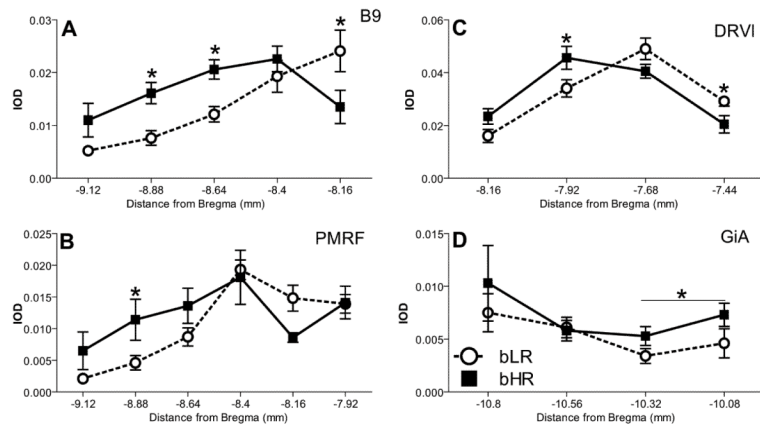 A
B9
0.03
0.02
0.01
0.00
IOD
* * *
-9.12 -8.88 -8.64 -8.4 -8.16
Distance from Bregma (mm)
C
DRVl
0.06
0.04
0.02
0.00
IOD
* *
-8.16 -7.92 -7.68 -7.44
Distance from Bregma (mm)
B
PMRF
0.025
0.020
0.015
0.010
0.005
0.000
IOD
*
-9.12 -8.88 -8.64 -8.4 -8.16 -7.92
Distance from Bregma (mm)
D
GiA
0.015
0.010
0.005
0.000
IOD
*
bLR
bHR
-10.8 -10.56 -10.32 -10.08
Distance from Bregma (mm)